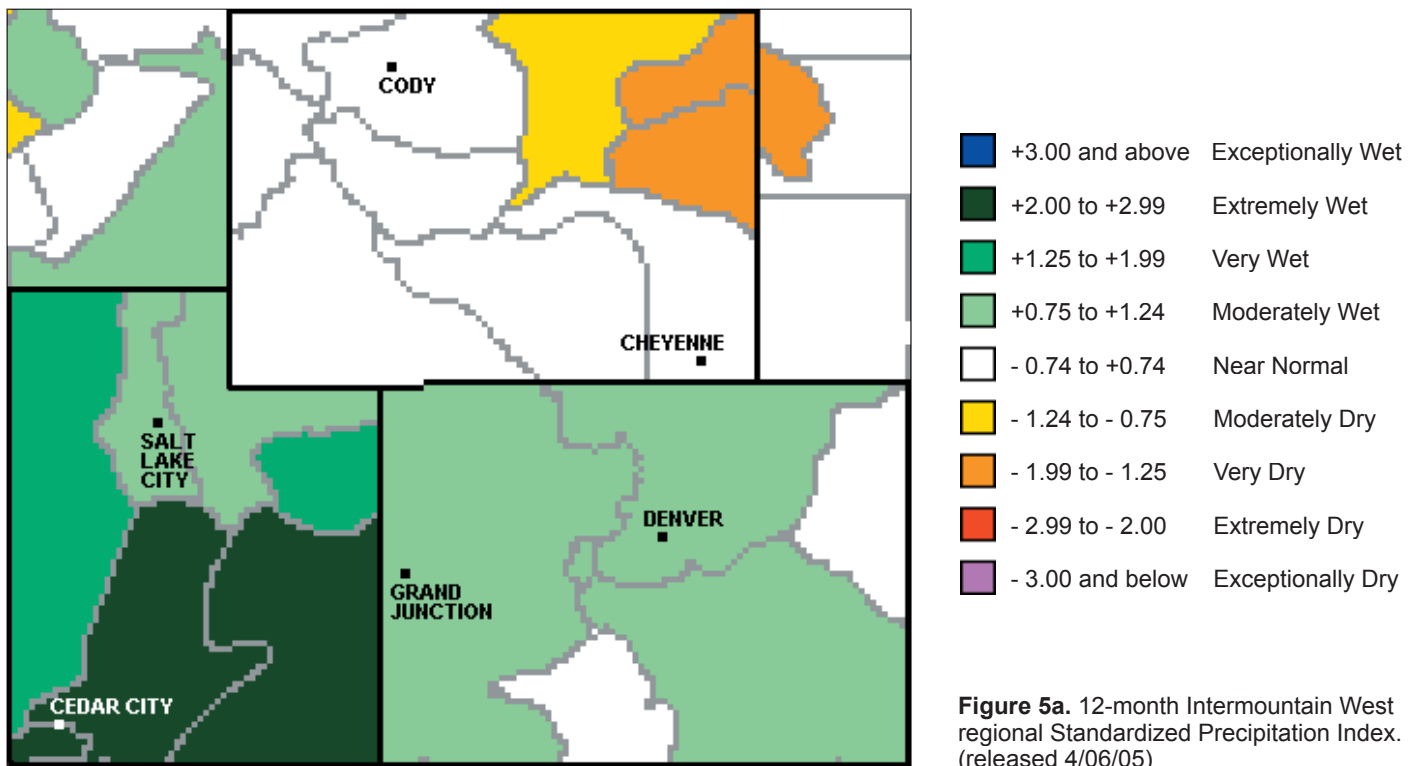 CODY
CHEYENNE
SALT
LAKE
CITY
DENVER
GRAND
JUNCTION
CEDAR CITY
+3.00 and above Exceptionally Wet
+2.00 to +2.99 Extremely Wet
+1.25 to +1.99 Very Wet
+0.75 to +1.24 Moderately Wet
- 0.74 to +0.74 Near Normal
- 1.24 to - 0.75 Moderately Dry
- 1.99 to - 1.25 Very Dry
- 2.99 to - 2.00 Extremely Dry
- 3.00 and below Exceptionally Dry
Figure 5a. 12-month Intermountain West
regional Standardized Precipitation Index.
(released 4/06/05)